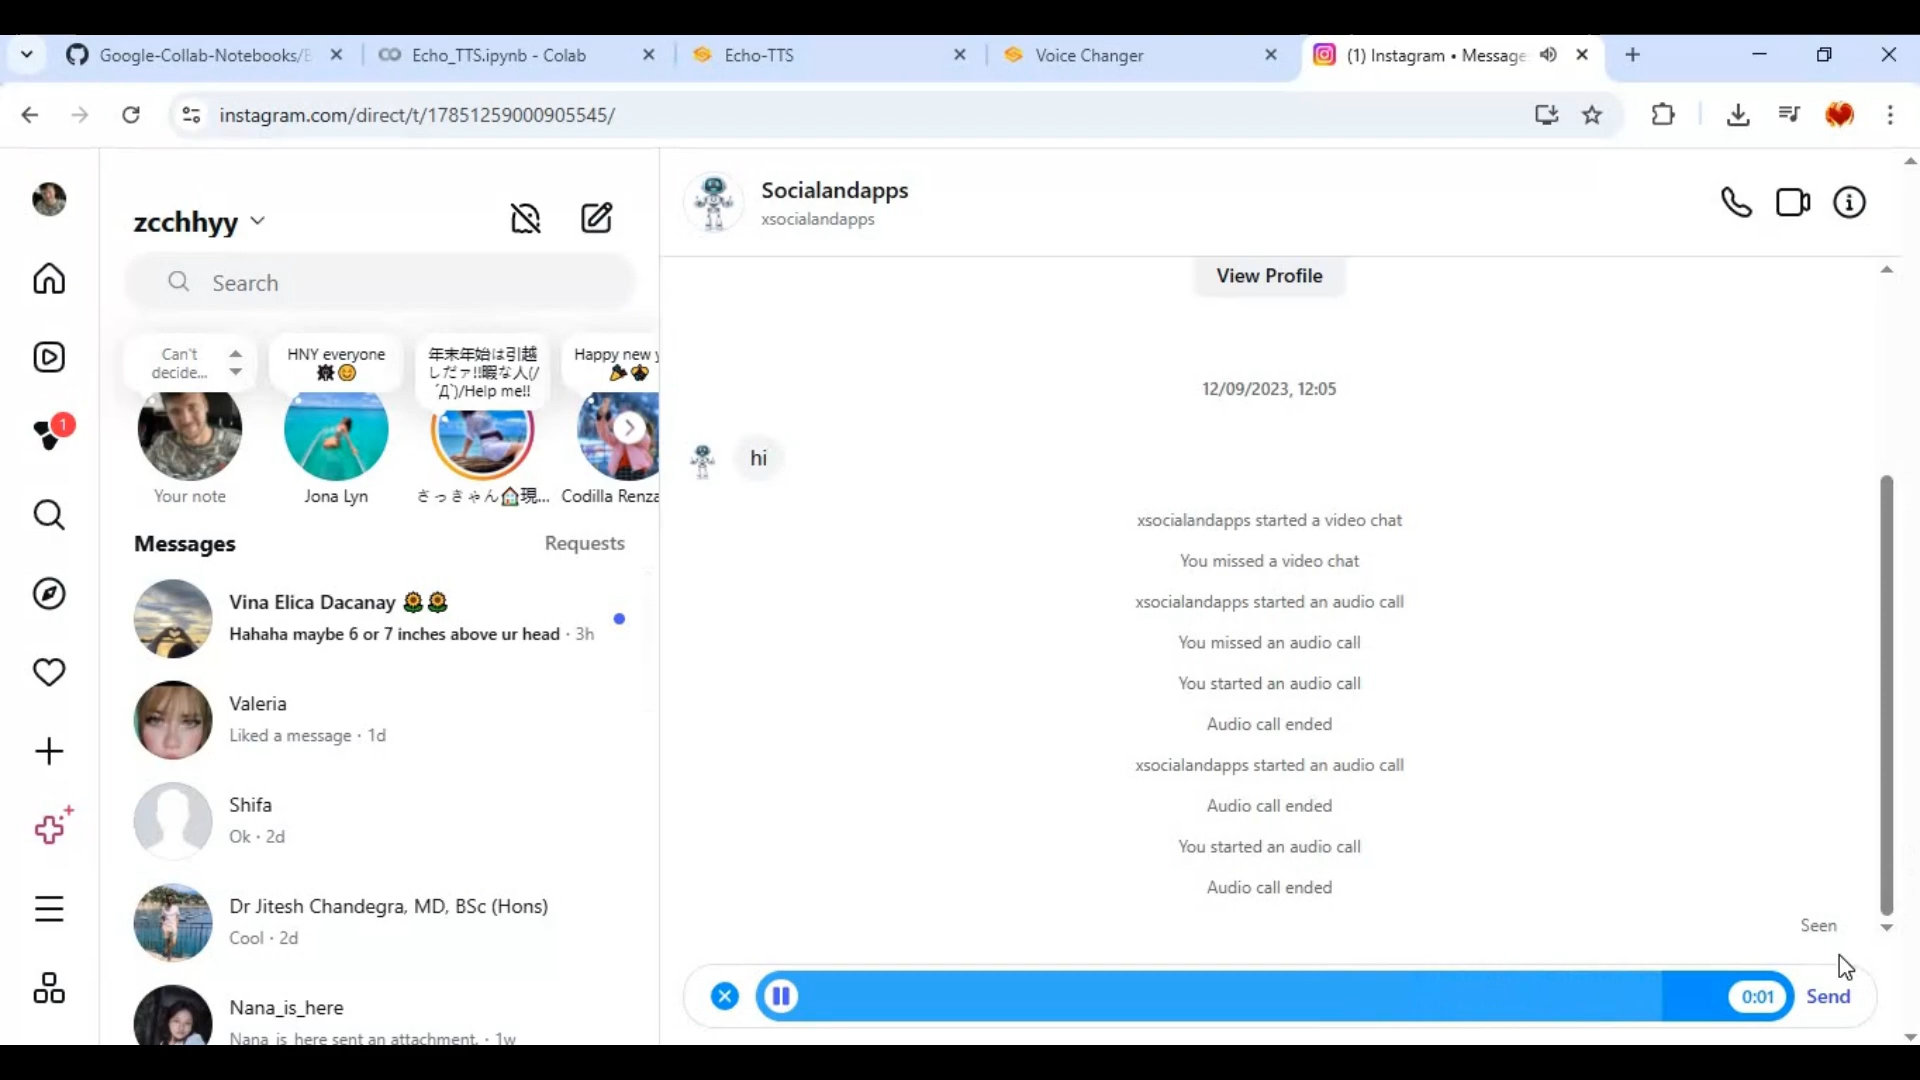 Google-Collab-Notebooks/E
Echo_TTS.ipynb - Colab
Echo-TTS
Voice Changer
(1) Instagram • Message
instagram.com/direct/t/17851259000905545/
zcchhyy
Search
Can't
decide...
HNY everyone
年末年始は引越
しだァ!!暇な人(/
´Д`)/Help me!!
Happy new y
Your note
Jona Lyn
さっきゃん🏠現...
Codilla Renza
Messages
Requests
Vina Elica Dacanay 🌻🌻
Hahaha maybe 6 or 7 inches above ur head · 3h
Valeria
Liked a message · 1d
Shifa
Ok · 2d
Dr Jitesh Chandegra, MD, BSc (Hons)
Cool · 2d
Nana_is_here
Nana_is_here sent an attachment. · 1w
1
Socialandapps
xsocialandapps
View Profile
12/09/2023, 12:05
hi
xsocialandapps started a video chat
You missed a video chat
xsocialandapps started an audio call
You missed an audio call
You started an audio call
Audio call ended
xsocialandapps started an audio call
Audio call ended
You started an audio call
Audio call ended
Seen
0:01
Send